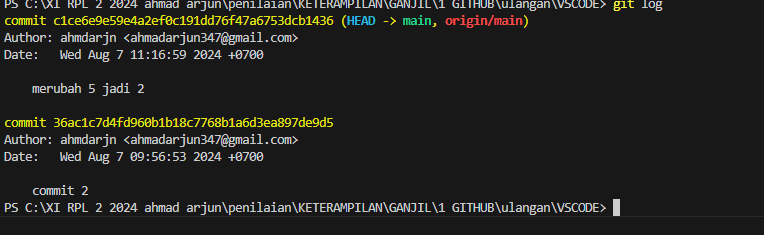 PS C:\XI RPL 2 2024 ahmad arjun\penilaian\KETERAMPILAN\GANJIL\1 GITHUB\ulangan\VSCODE> git log
commit c1ce6e9e59e4a2ef0c191dd76f47a6753dcb1436 (HEAD -> main, origin/main)
Author: ahmdarjn <ahmadarjun347@gmail.com>
Date:   Wed Aug 7 11:16:59 2024 +0700
merubah 5 jadi 2
commit 36ac1c7d4fd960b1b18c7768b1a6d3ea897de9d5
Author: ahmdarjn <ahmadarjun347@gmail.com>
Date:   Wed Aug 7 09:56:53 2024 +0700
commit 2
PS C:\XI RPL 2 2024 ahmad arjun\penilaian\KETERAMPILAN\GANJIL\1 GITHUB\ulangan\VSCODE>